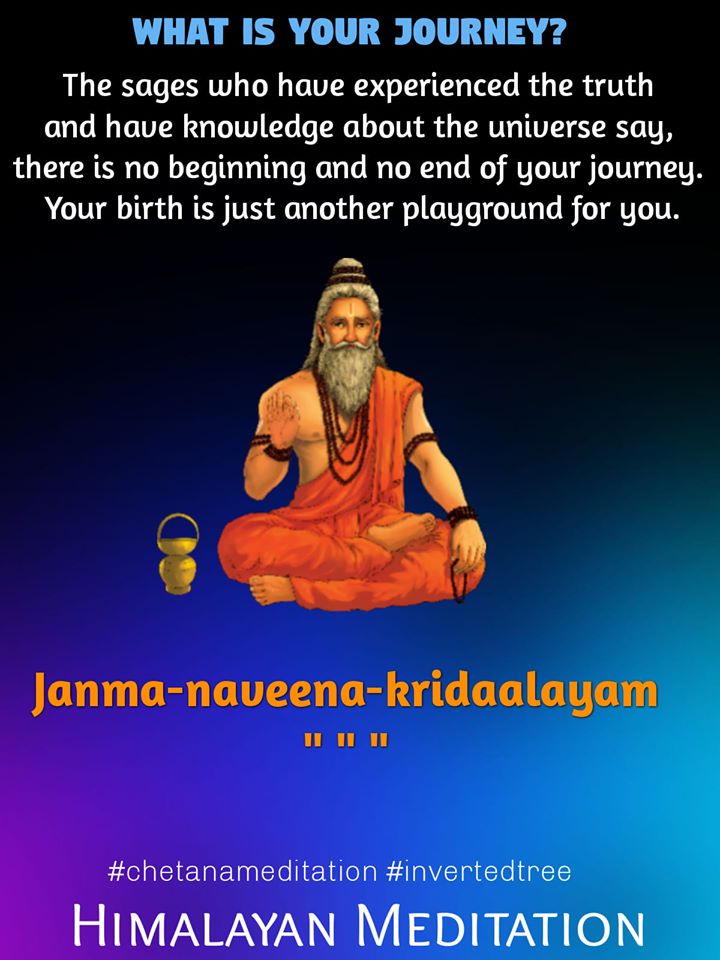 WHAT IS YOUR JOURNEY?
The sages who have experienced the truth
and have knowledge about the universe say,
there is no beginning and no end of your journey.
Your birth is just another playground for you.
Janma-naveena-kridaalayam
" " "
#chetanameditation #invertedtree
HIMALAYAN MEDITATION